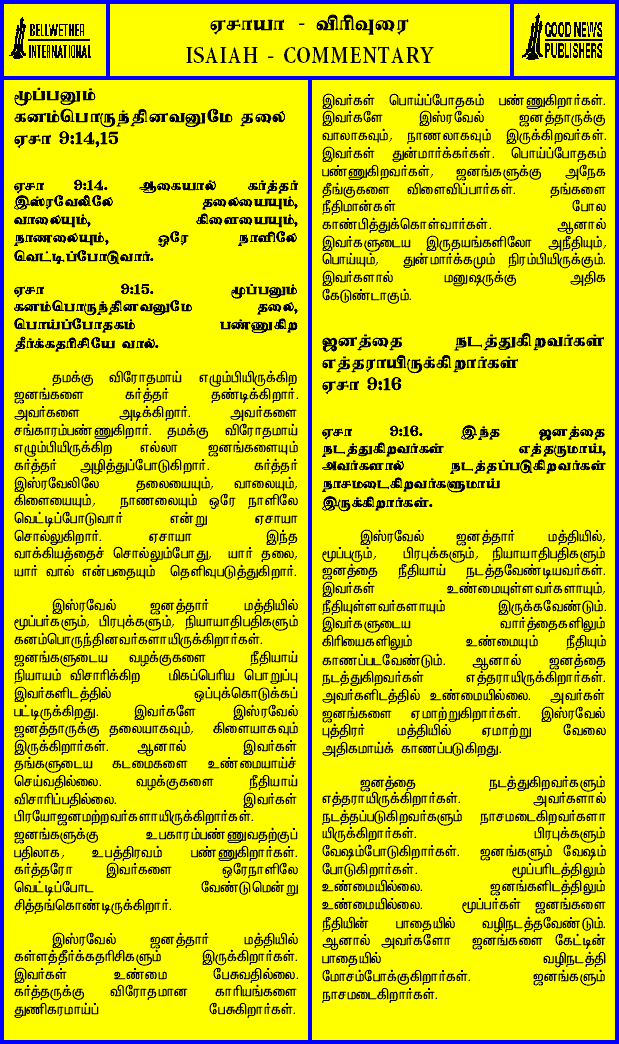 BELLWETHER
INTERNATIONAL
ஏசாயா - விரிவுரை
ISAIAH - COMMENTARY
GOOD NEWS
PUBLISHERS
மூப்பனும்
கனம்பொருந்தினவனுமே தலை
ஏசா 9:14,15
ஏசா 9:14. ஆகையால் கர்த்தர்
இஸ்ரவேலிலே தலையையும்,
வாலையும், கிளையையும்,
நாணலையும், ஒரே நாளிலே
வெட்டிப்போடுவார்.
ஏசா 9:15. மூப்பனும்
கனம்பொருந்தினவனுமே தலை,
பொய்ப்போதகம் பண்ணுகிற
தீர்க்கதரிசியே வால்.
தமக்கு விரோதமாய் எழும்பியிருக்கிற
ஜனங்களை கர்த்தர் தண்டிக்கிறார்.
அவர்களை அடிக்கிறார். அவர்களை
சங்காரம்பண்ணுகிறார். தமக்கு விரோதமாய்
எழும்பியிருக்கிற எல்லா ஜனங்களையும்
கர்த்தர் அழித்துப்போடுகிறார். கர்த்தர்
இஸ்ரவேலிலே தலையையும், வாலையும்,
கிளையையும், நாணலையும் ஒரே நாளிலே
வெட்டிப்போடுவார் என்று ஏசாயா
சொல்லுகிறார். ஏசாயா இந்த
வாக்கியத்தைச் சொல்லும்போது, யார் தலை,
யார் வால் என்பதையும் தெளிவுபடுத்துகிறார்.
இஸ்ரவேல் ஜனத்தார் மத்தியில்
மூப்பர்களும், பிரபுக்களும், நியாயாதிபதிகளும்
கனம்பொருந்தினவர்களாயிருக்கிறார்கள்.
ஜனங்களுடைய வழக்குகளை நீதியாய்
நியாயம் விசாரிக்கிற மிகப்பெரிய பொறுப்பு
இவர்களிடத்தில் ஒப்புக்கொடுக்கப்
பட்டிருக்கிறது. இவர்களே இஸ்ரவேல்
ஜனத்தாருக்கு தலையாகவும், கிளையாகவும்
இருக்கிறார்கள். ஆனால் இவர்கள்
தங்களுடைய கடமைகளை உண்மையாய்ச்
செய்வதில்லை. வழக்குகளை நீதியாய்
விசாரிப்பதில்லை. இவர்கள்
பிரயோஜனமற்றவர்களாயிருக்கிறார்கள்.
ஜனங்களுக்கு உபகாரம்பண்ணுவதற்குப்
பதிலாக, உபத்திரவம் பண்ணுகிறார்கள்.
கர்த்தரோ இவர்களை ஒரேநாளிலே
வெட்டிப்போட வேண்டுமென்று
சித்தங்கொண்டிருக்கிறார்.
இஸ்ரவேல் ஜனத்தார் மத்தியில்
கள்ளத்தீர்க்கதரிசிகளும் இருக்கிறார்கள்.
இவர்கள் உண்மை பேசுவதில்லை.
கர்த்தருக்கு விரோதமான காரியங்களை
துணிகரமாய்ப் பேசுகிறார்கள்.
இவர்கள் பொய்ப்போதகம் பண்ணுகிறார்கள்.
இவர்களே இஸ்ரவேல் ஜனத்தாருக்கு
வாலாகவும், நாணலாகவும் இருக்கிறவர்கள்.
இவர்கள் துன்மார்க்கர்கள். பொய்ப்போதகம்
பண்ணுகிறவர்கள், ஜனங்களுக்கு அநேக
தீங்குகளை விளைவிப்பார்கள். தங்களை
நீதிமான்கள் போல
காண்பித்துக்கொள்வார்கள். ஆனால்
இவர்களுடைய இருதயங்களிலோ அநீதியும்,
பொய்யும், துன்மார்க்கமும் நிரம்பியிருக்கும்.
இவர்களால் மனுஷருக்கு அதிக
கேடுண்டாகும்.
ஜனத்தை நடத்துகிறவர்கள்
எத்தராயிருக்கிறார்கள்
ஏசா 9:16
ஏசா 9:16. இந்த ஜனத்தை
நடத்துகிறவர்கள் எத்தருமாய்,
அவர்களால் நடத்தப்படுகிறவர்கள்
நாசமடைகிறவர்களுமாய்
இருக்கிறார்கள்.
இஸ்ரவேல் ஜனத்தார் மத்தியில்,
மூப்பரும், பிரபுக்களும், நியாயாதிபதிகளும்
ஜனத்தை நீதியாய் நடத்தவேண்டியவர்கள்.
இவர்கள் உண்மையுள்ளவர்களாயும்,
நீதியுள்ளவர்களாயும் இருக்கவேண்டும்.
இவர்களுடைய வார்த்தைகளிலும்
கிரியைகளிலும் உண்மையும் நீதியும்
காணப்படவேண்டும். ஆனால் ஜனத்தை
நடத்துகிறவர்கள் எத்தராயிருக்கிறார்கள்.
அவர்களிடத்தில் உண்மையில்லை. அவர்கள்
ஜனங்களை ஏமாற்றுகிறார்கள். இஸ்ரவேல்
புத்திரர் மத்தியில் ஏமாற்று வேலை
அதிகமாய்க் காணப்படுகிறது.
ஜனத்தை நடத்துகிறவர்களும்
எத்தராயிருக்கிறார்கள். அவர்களால்
நடத்தப்படுகிறவர்களும் நாசமடைகிறவர்களா
யிருக்கிறார்கள். பிரபுக்களும்
வேஷம்போடுகிறார்கள். ஜனங்களும் வேஷம்
போடுகிறார்கள். மூப்பரிடத்திலும்
உண்மையில்லை. ஜனங்களிடத்திலும்
உண்மையில்லை. மூப்பர்கள் ஜனங்களை
நீதியின் பாதையில் வழிநடத்தவேண்டும்.
ஆனால் அவர்களோ ஜனங்களை கேட்டின்
பாதையில் வழிநடத்தி
மோசம்போக்குகிறார்கள். ஜனங்களும்
நாசமடைகிறார்கள்.